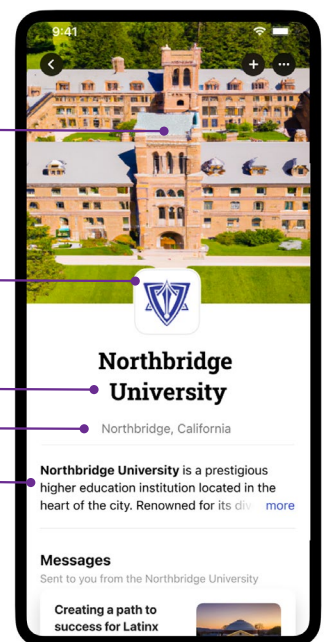 9:41
Northbridge
University
Northbridge, California
Northbridge University is a prestigious
higher education institution located in the
heart of the city. Renowned for its more
Messages
Sent to you from the Northbridge University
Creating a path to
success for Latinx